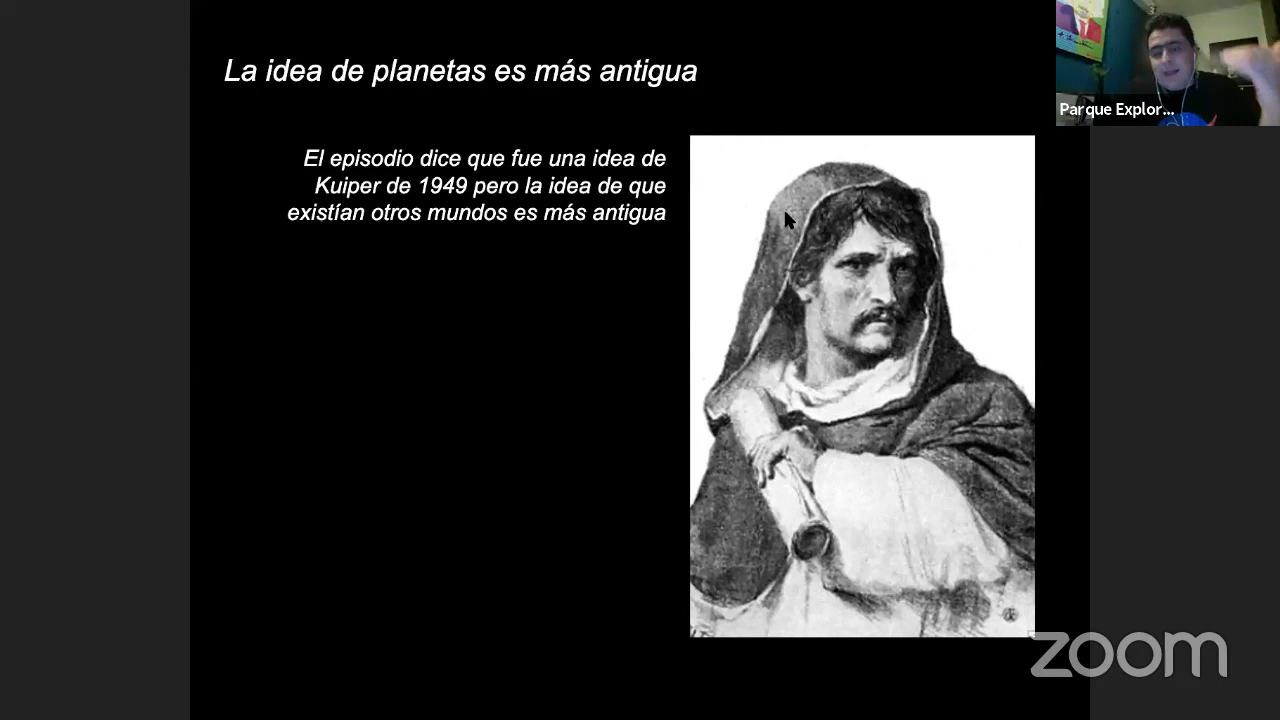 La idea de planetas es más antigua
Parque Explor...
El episodio dice que fue una idea de
Kuiper de 1949 pero la idea de que
existían otros mundos es más antigua
zoom